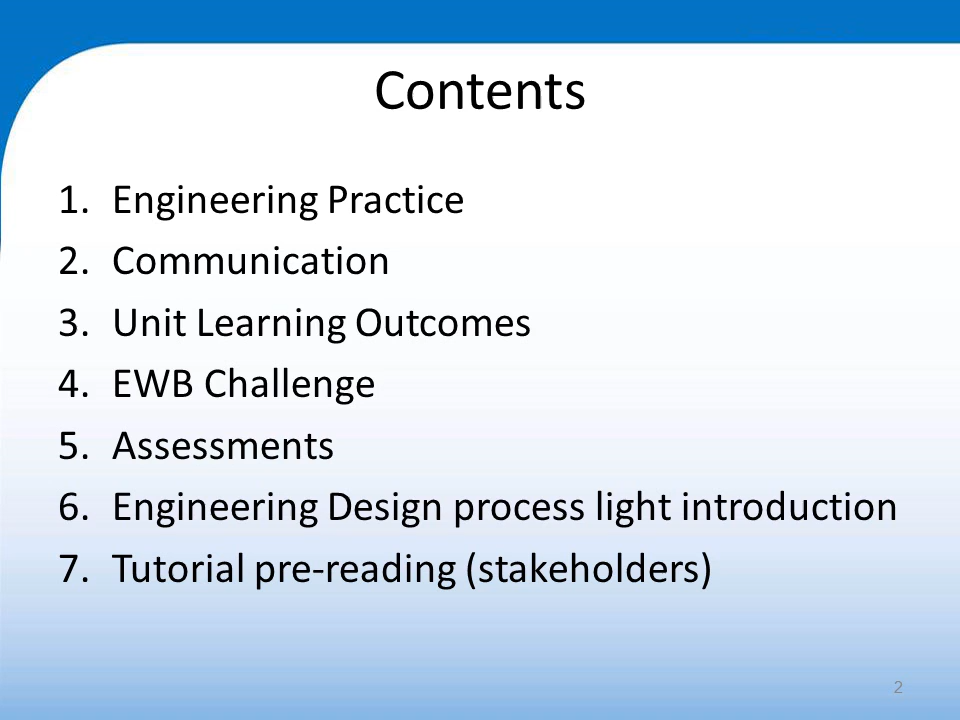 Contents
1. Engineering Practice
2. Communication
3. Unit Learning Outcomes
4. EWB Challenge
5. Assessments
6. Engineering Design process light introduction
7. Tutorial pre-reading (stakeholders)
2